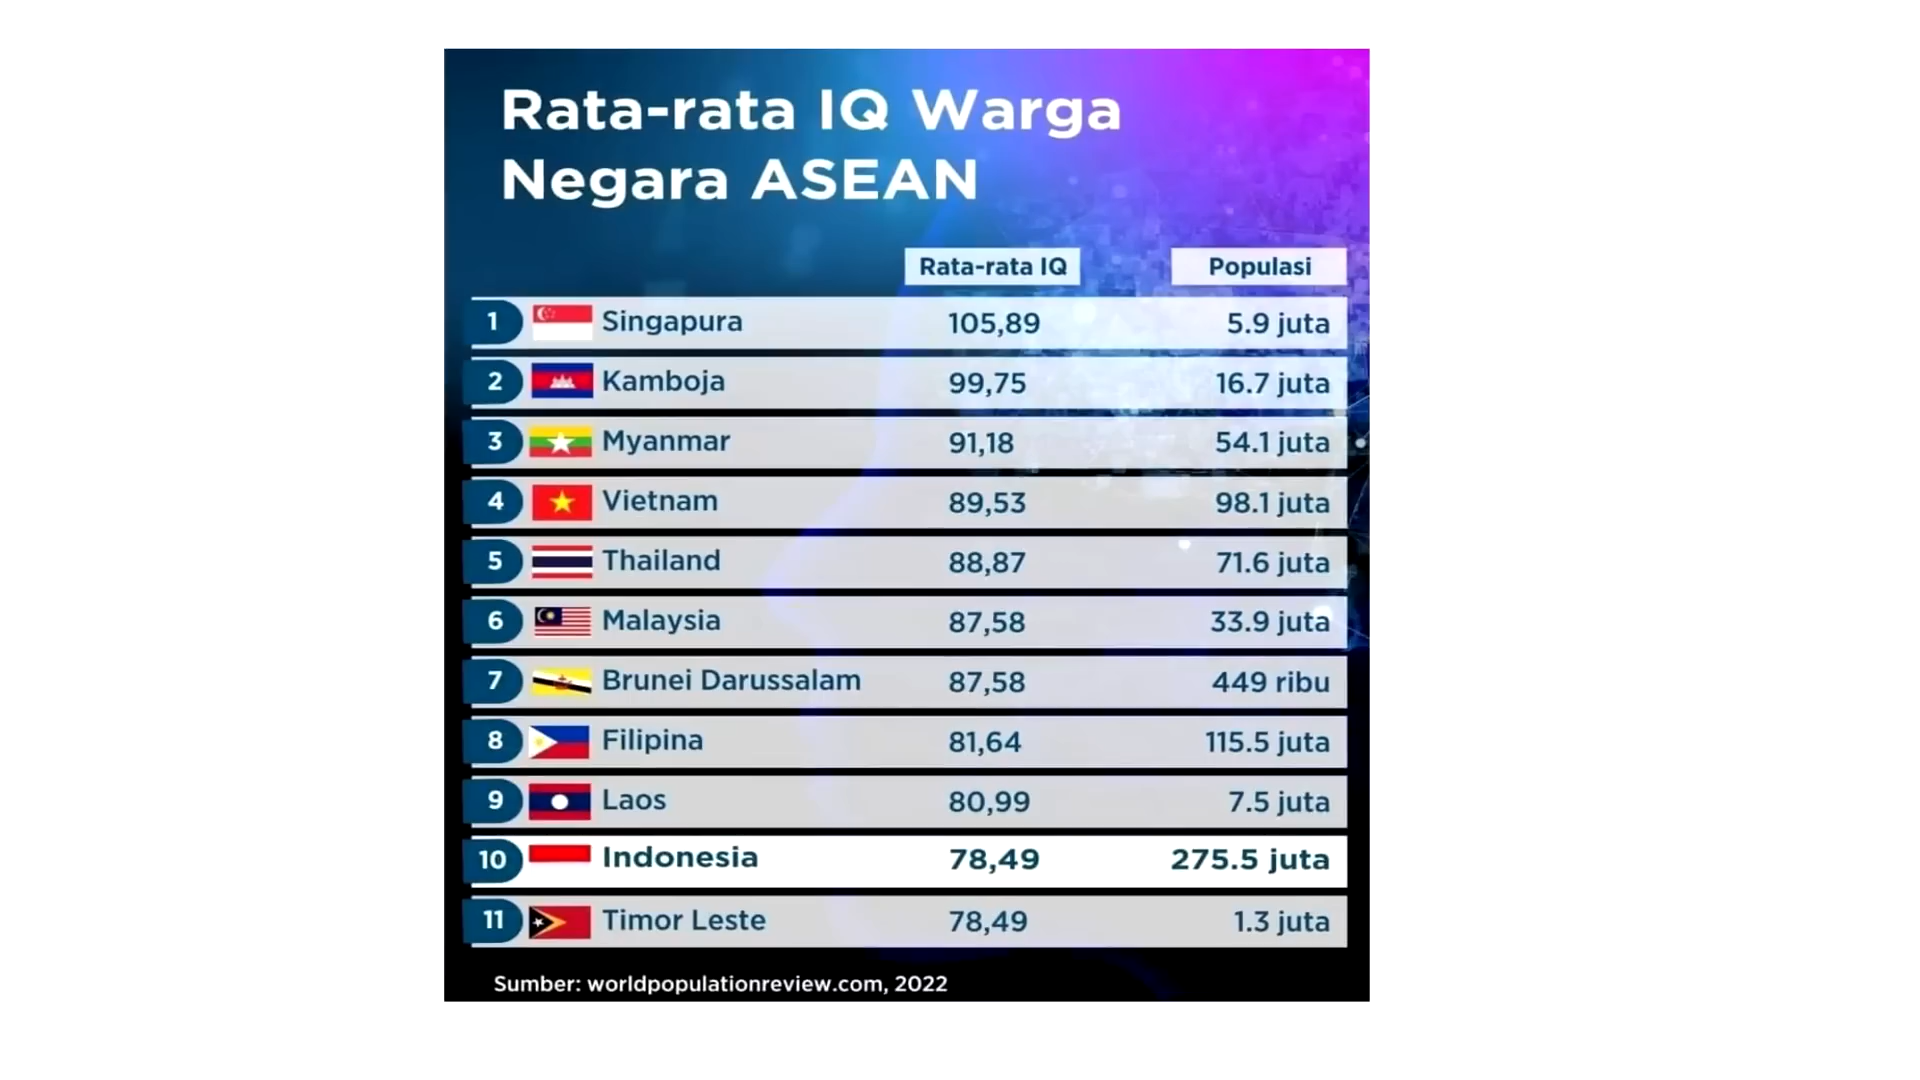 Rata-rata IQ Warga
Negara ASEAN
Rata-rata IQ Populasi
1 Singapura 105,89 5.9 juta
2 Kamboja 99,75 16.7 juta
3 Myanmar 91,18 54.1 juta
4 Vietnam 89,53 98.1 juta
5 Thailand 88,87 71.6 juta
6 Malaysia 87,58 33.9 juta
7 Brunei Darussalam 87,58 449 ribu
8 Filipina 81,64 115.5 juta
9 Laos 80,99 7.5 juta
10 Indonesia 78,49 275.5 juta
11 Timor Leste 78,49 1.3 juta
Sumber: worldpopulationreview.com, 2022